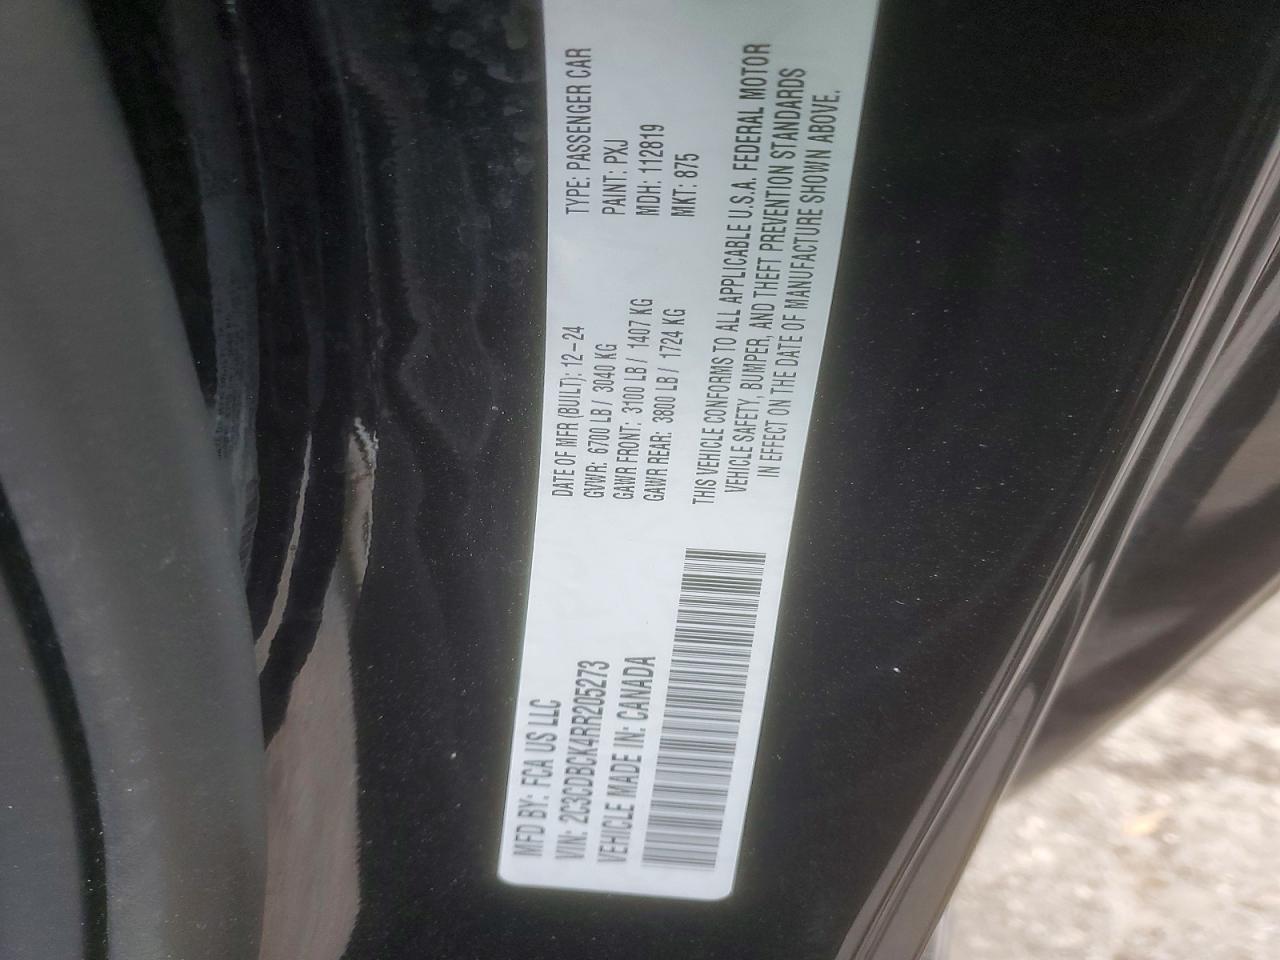 MFD BY: FCA US LLC
VIN: 2C3CDBCK4RR205273
VEHICLE MADE IN: CANADA
DATE OF MFR (BUILT): 12-24
GVWR: 6700 LB / 3040 KG
GAWR FRONT: 3100 LB / 1407 KG
GAWR REAR: 3800 LB / 1724 KG
TYPE: PASSENGER CAR
PAINT: PXJ
MDH: 112819
MKT: 875
THIS VEHICLE CONFORMS TO ALL APPLICABLE U.S.A. FEDERAL MOTOR
VEHICLE SAFETY, BUMPER, AND THEFT PREVENTION STANDARDS
IN EFFECT ON THE DATE OF MANUFACTURE SHOWN ABOVE.